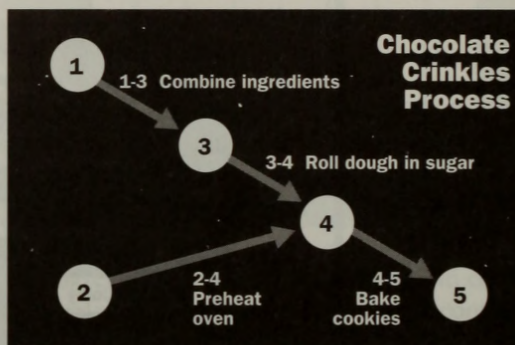 Chocolate
Crinkles
Process
1
1-3 Combine ingredients
3
3-4 Roll dough in sugar
4
2
2-4
Preheat
oven
4-5
Bake
cookies
5